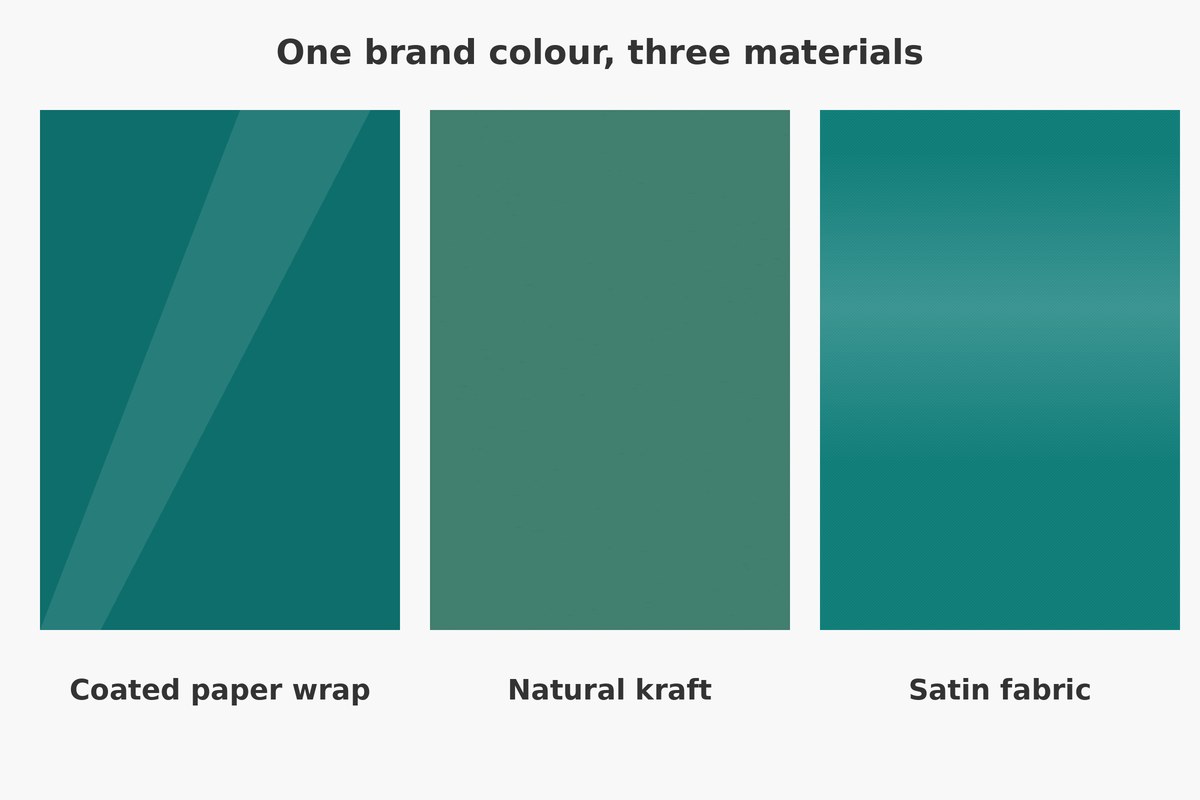 One brand colour, three materials
Coated paper wrap
Natural kraft
Satin fabric